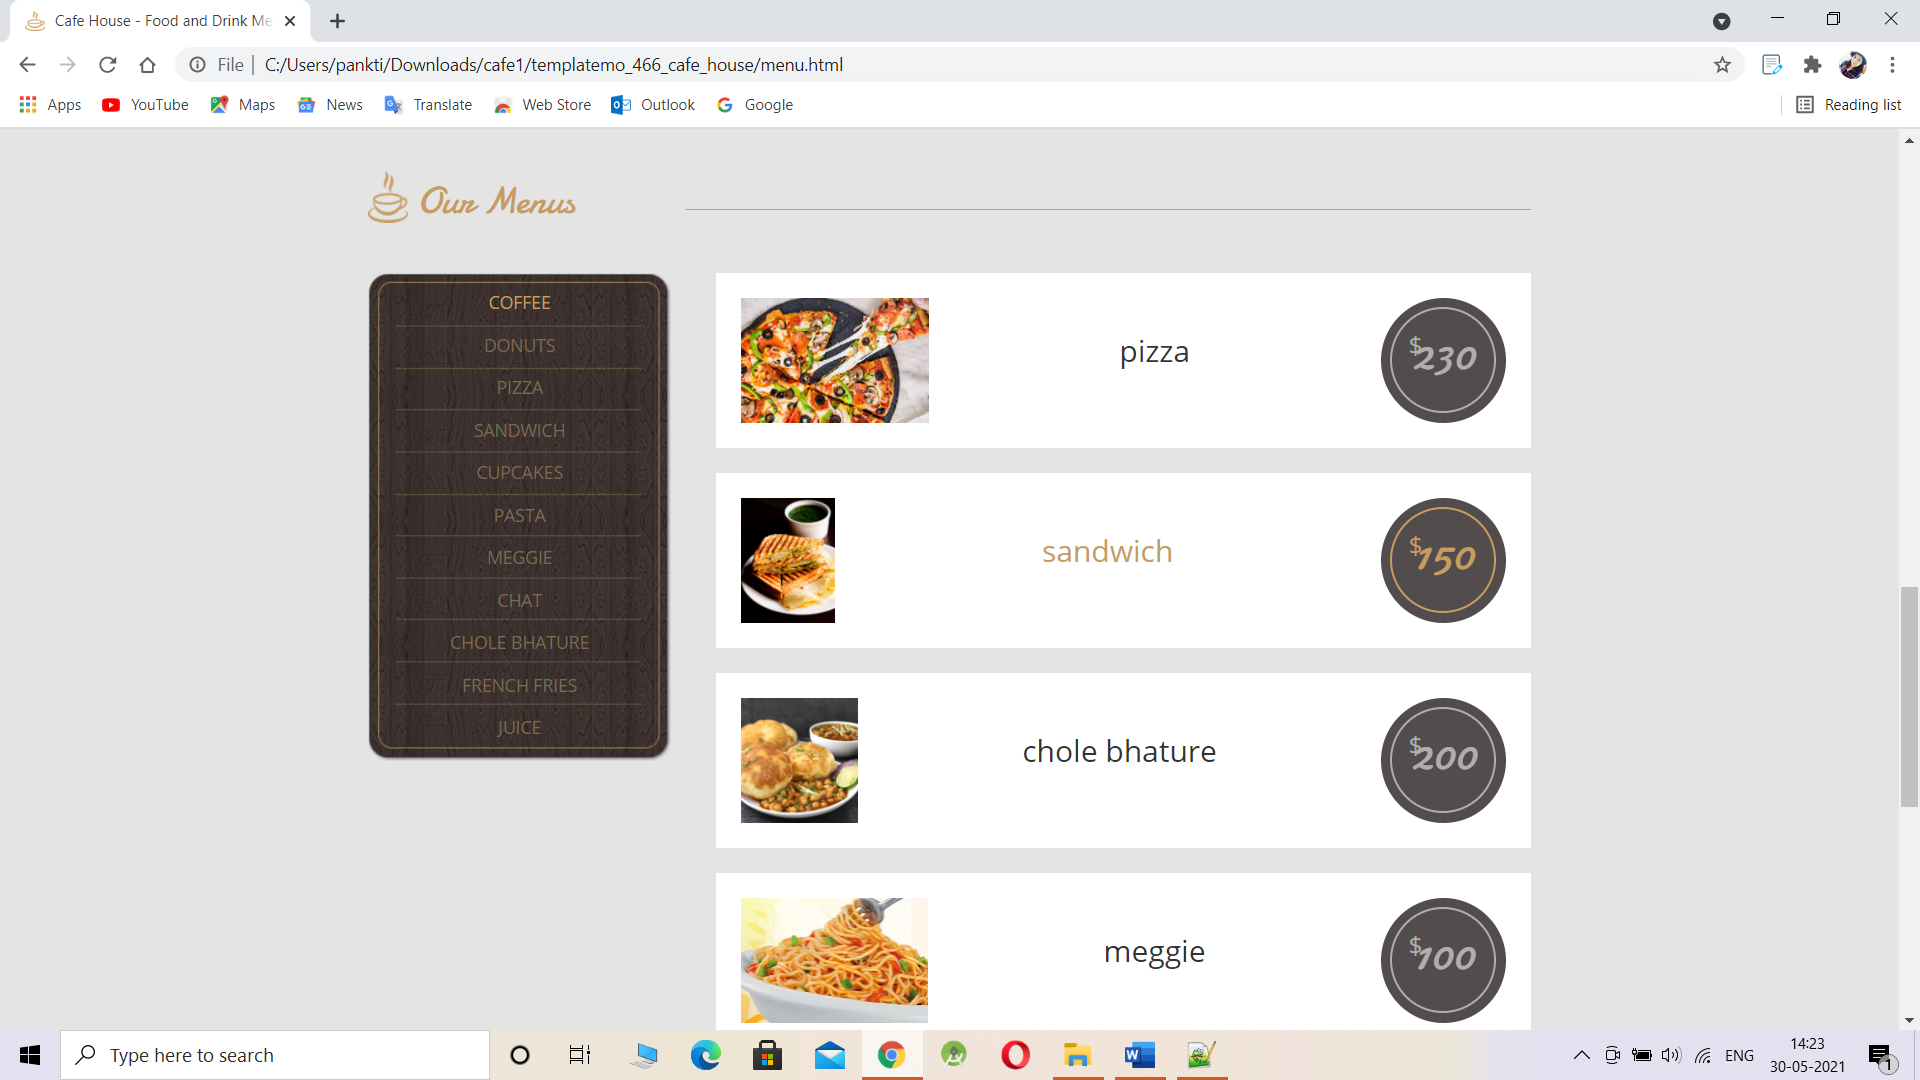 Cafe House - Food and Drink Me
File
C:/Users/pankti/Downloads/cafe1/templatemo_466_cafe_house/menu.html
Apps
YouTube
Maps
News
Translate
Web Store
Outlook
Google
Reading list
Our Menus
COFFEE
DONUTS
PIZZA
SANDWICH
CUPCAKES
PASTA
MEGGIE
CHAT
CHOLE BHATURE
FRENCH FRIES
JUICE
pizza
$230
sandwich
$150
chole bhature
$200
meggie
$100
Type here to search
ENG
14:23
30-05-2021
1